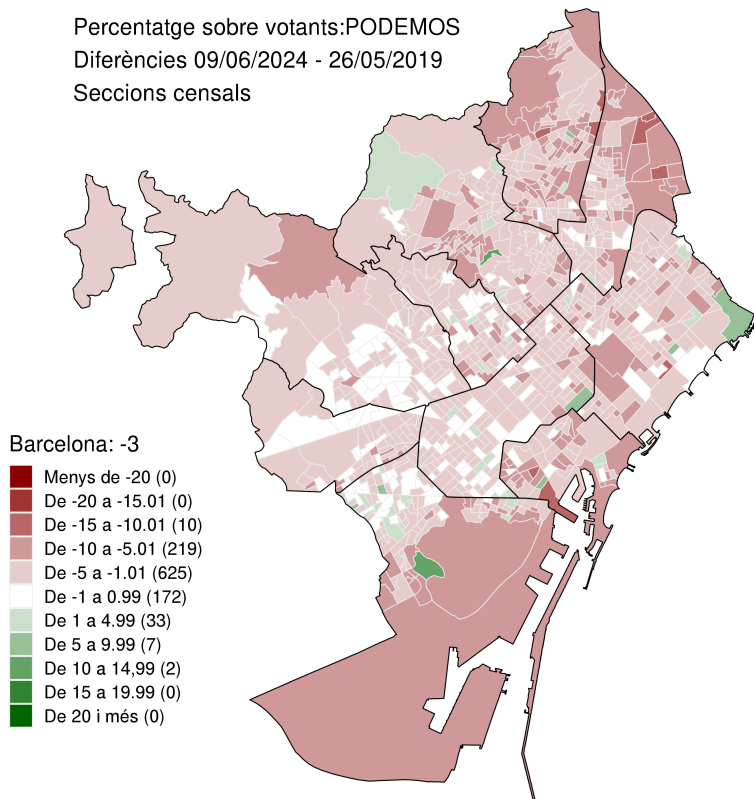 Percentatge sobre votants:PODEMOS
Diferències 09/06/2024 - 26/05/2019
Seccions censals
Barcelona: -3
Menys de -20 (0)
De -20 a -15.01 (0)
De -15 a -10.01 (10)
De -10 a -5.01 (219)
De -5 a -1.01 (625)
De -1 a 0.99 (172)
De 1 a 4.99 (33)
De 5 a 9.99 (7)
De 10 a 14,99 (2)
De 15 a 19.99 (0)
De 20 i més (0)